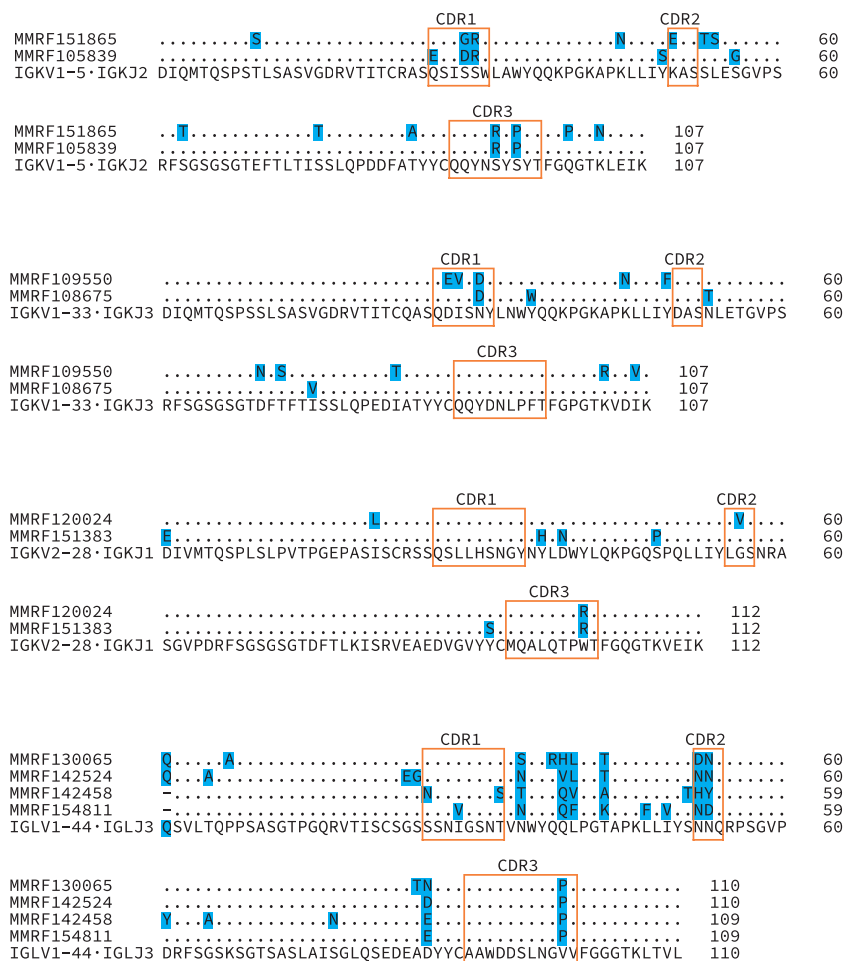 CDR1 CDR2
MMRF151865 .........S...................GR.............N....E..TS...... 60
MMRF105839 ..........................E..DR.................S......G.... 60
IGKV1-5·IGKJ2 DIQMTQSPSTLSASVGDRVTITCRASQSISSWLAWYQQKPGKAPKLLIYKASSLESGVPS 60
CDR3
MMRF151865 ..T............T........A.......R.P....P..N.... 107
MMRF105839 ................................R.P............ 107
IGKV1-5·IGKJ2 RFSGSGSGTEFTLTISSLQPDDFATYYCQQYNSYSYTFGQGTKLEIK 107
CDR1 CDR2
MMRF109550 ...........................EV.D.............N...F........... 60
MMRF108675 ..............................D....W................T....... 60
IGKV1-33·IGKJ3 DIQMTQSPSSLSASVGDRVTITCQASQDISNYLNWYQQKPGKAPKLLIYDASNLETGVPS 60
CDR3
MMRF109550 .........N.S..........T...................R..V. 107
MMRF108675 ..............V................................ 107
IGKV1-33·IGKJ3 RFSGSGSGTDFTFTISSLQPEDIATYYCQQYDNLPFTFGPGTKVDIK 107
CDR1 CDR2
MMRF120024 ....................L..................................V.... 60
MMRF151383 E...................................H.N........P............ 60
IGKV2-28·IGKJ1 DIVMTQSPLSLPVTPGEPASISCRSSQSLLHSNGYNYLDWYLQKPGQSPQLLIYLGSNRA 60
CDR3
MMRF120024 ........................................R........... 112
MMRF151383 ...............................S........R........... 112
IGKV2-28·IGKJ1 SGVPDRFSGSGSGTDFTLKISRVEAEDVGVYYCMQALQTPWTFGQGTKVEIK 112
CDR1 CDR2
MMRF130065 Q.....A...........................S..RHL..T........DN....... 60
MMRF142524 Q...A...................EG.........N...VL..T........NN....... 60
MMRF142458 -........................N......S.T...QV..A.......THY....... 59
MMRF154811 -...........................V.....N...QF..K...F.V..ND....... 59
IGLV1-44·IGLJ3 QSVLTQPPSASGTPGQRVTISCSGSSSNIGSNTVNWYQQLPGTAPKLLIYSNNQRPSGVP 60
CDR3
MMRF130065 ........................TN............P........... 110
MMRF142524 .........................D............P........... 110
MMRF142458 Y...A...........N........E............P........... 109
MMRF154811 .........................E............P........... 109
IGLV1-44·IGLJ3 DRFSGSKSGTSASLAISGLQSEDEADYYCAAWDDSLNGVVFGGGTKLTVL 110